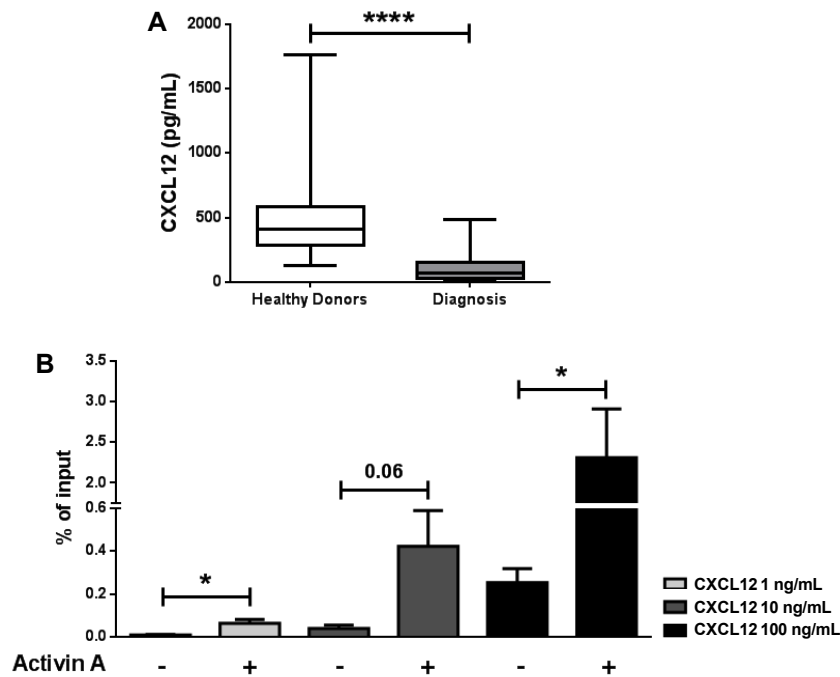 A
2000
1500
1000
500
0
CXCL12 (pg/mL)
****
Healthy Donors
Diagnosis
B
3.5
3.0
2.5
2.0
0.6
0.4
0.2
0.0
% of input
*
0.06
*
CXCL12 1 ng/mL
CXCL12 10 ng/mL
CXCL12 100 ng/mL
Activin A - + - + - +